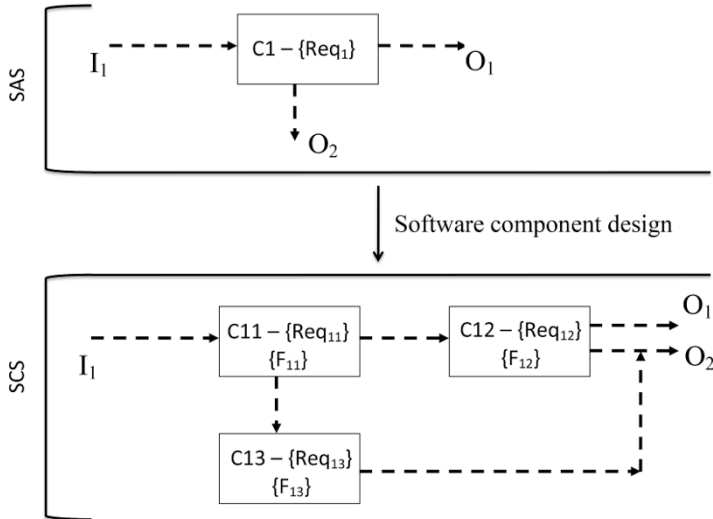 SAS
I₁
C1 – {Req₁}
O₁
O₂
Software component design
SCS
I₁
C11 – {Req₁₁}
{F₁₁}
C12 – {Req₁₂}
{F₁₂}
O₁
O₂
C13 – {Req₁₃}
{F₁₃}